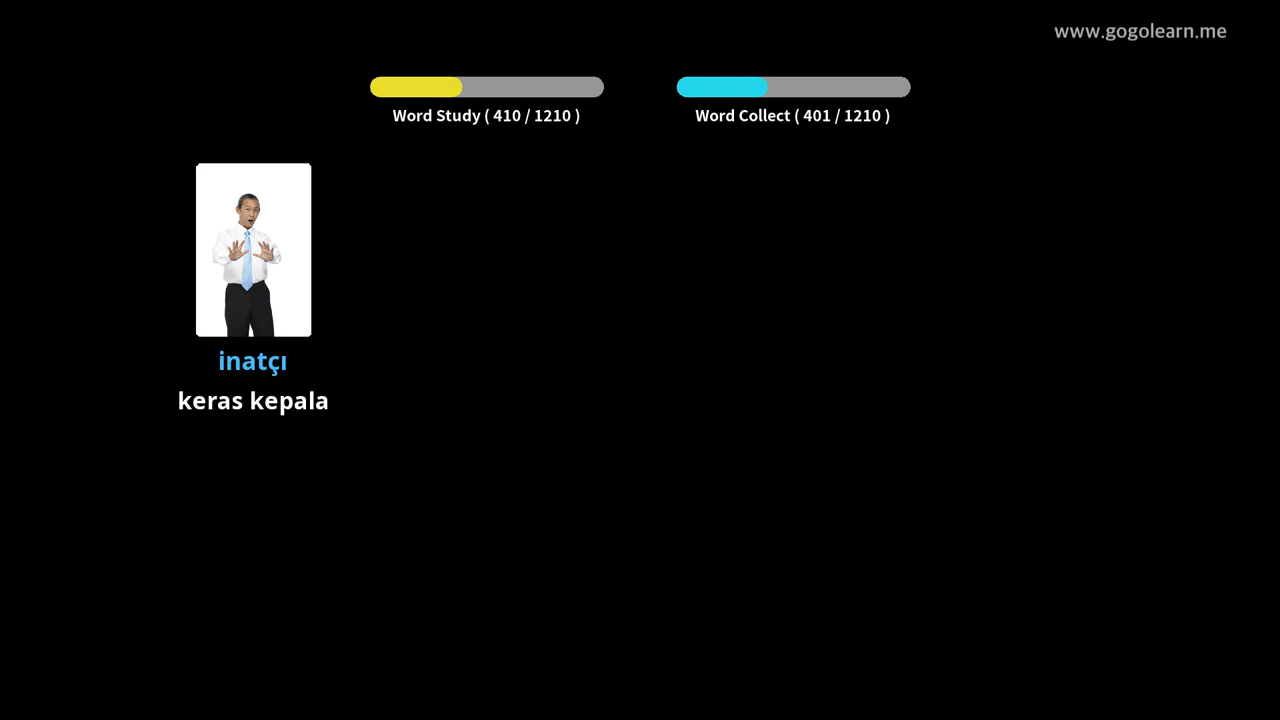 www.gogolearn.me
Word Study ( 410 / 1210 )
Word Collect ( 401 / 1210 )
inatçı
keras kepala